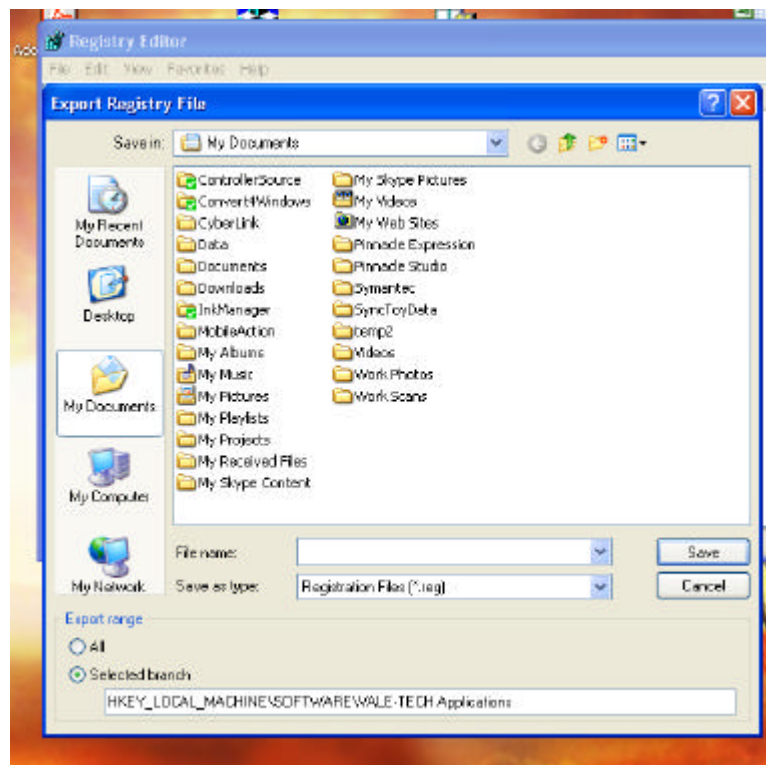 Ado
Registry Editor
File Edit View Favorites Help
Export Registry File
Save in: My Documents
My Recent Documents
Desktop
My Documents
My Computer
My Network
ControllerSource
Convert4Windows
CyberLink
Data
Documents
Downloads
InkManager
MobileAction
My Albums
My Music
My Pictures
My Playlists
My Projects
My Received Files
My Skype Content
My Skype Pictures
My Videos
My Web Sites
Pinnacle Expression
Pinnacle Studio
Symantec
SyncToyData
temp2
Videos
Work Photos
Work Scans
File name:
Save
Save as type: Registration Files (*.reg)
Cancel
Export range
All
Selected branch
HKEY_LOCAL_MACHINE\SOFTWARE\WALE-TECH Applications